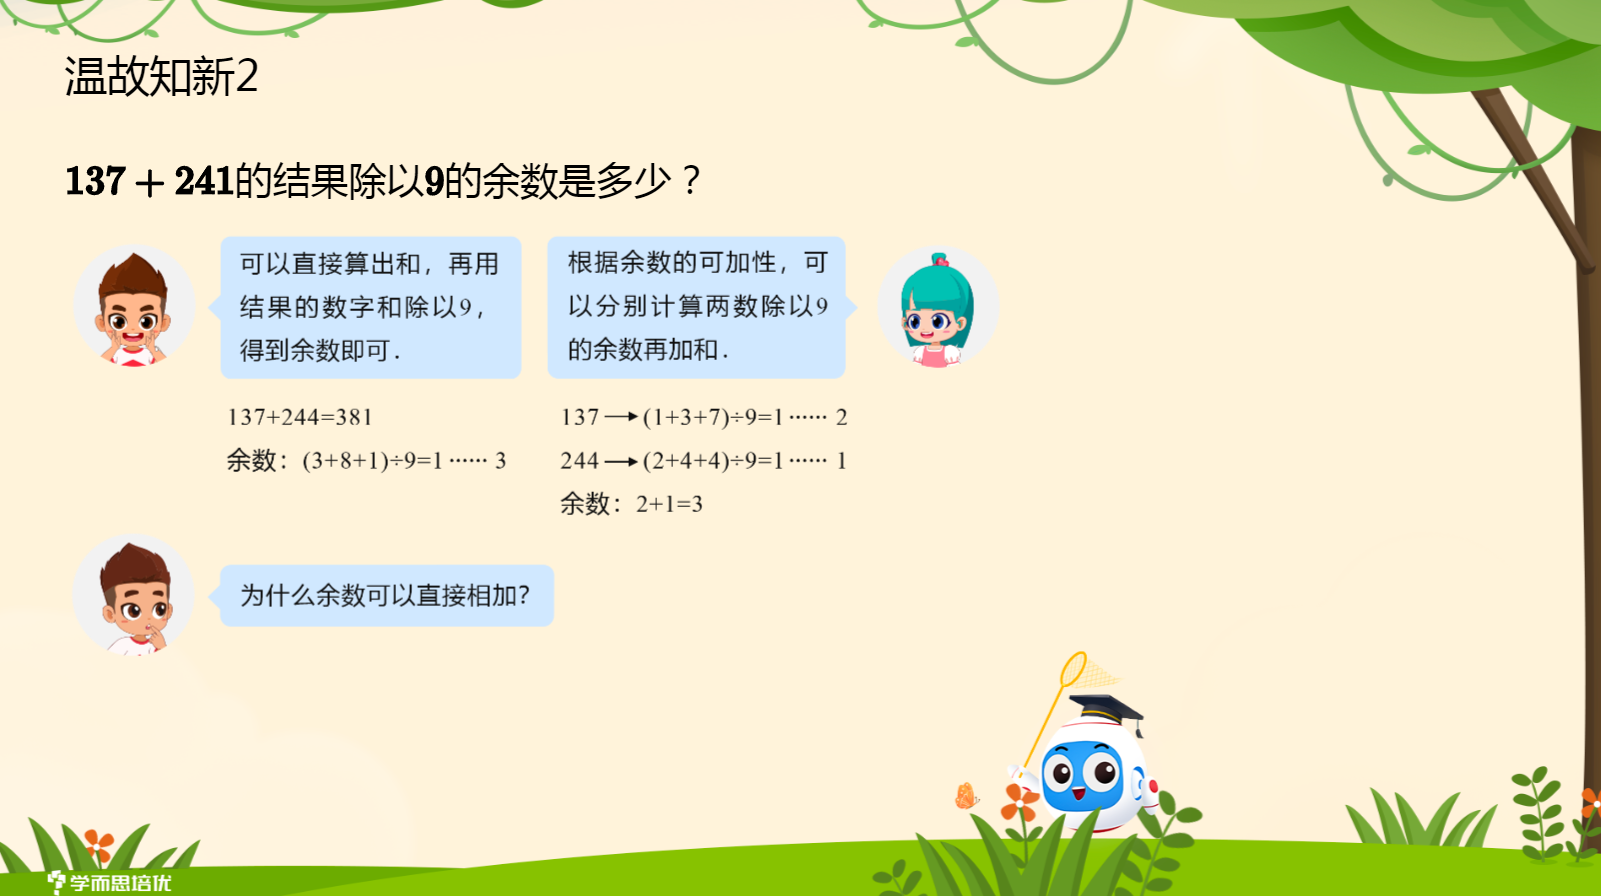 温故知新2
137+241的结果除以9的余数是多少？
可以直接算出和，再用
结果的数字和除以9，
得到余数即可．
根据余数的可加性，可
以分别计算两数除以9
的余数再加和．
137+244=381
余数：(3+8+1)÷9=1⋯⋯3
137→(1+3+7)÷9=1⋯⋯2
244→(2+4+4)÷9=1⋯⋯1
余数：2+1=3
为什么余数可以直接相加？
学而思培优